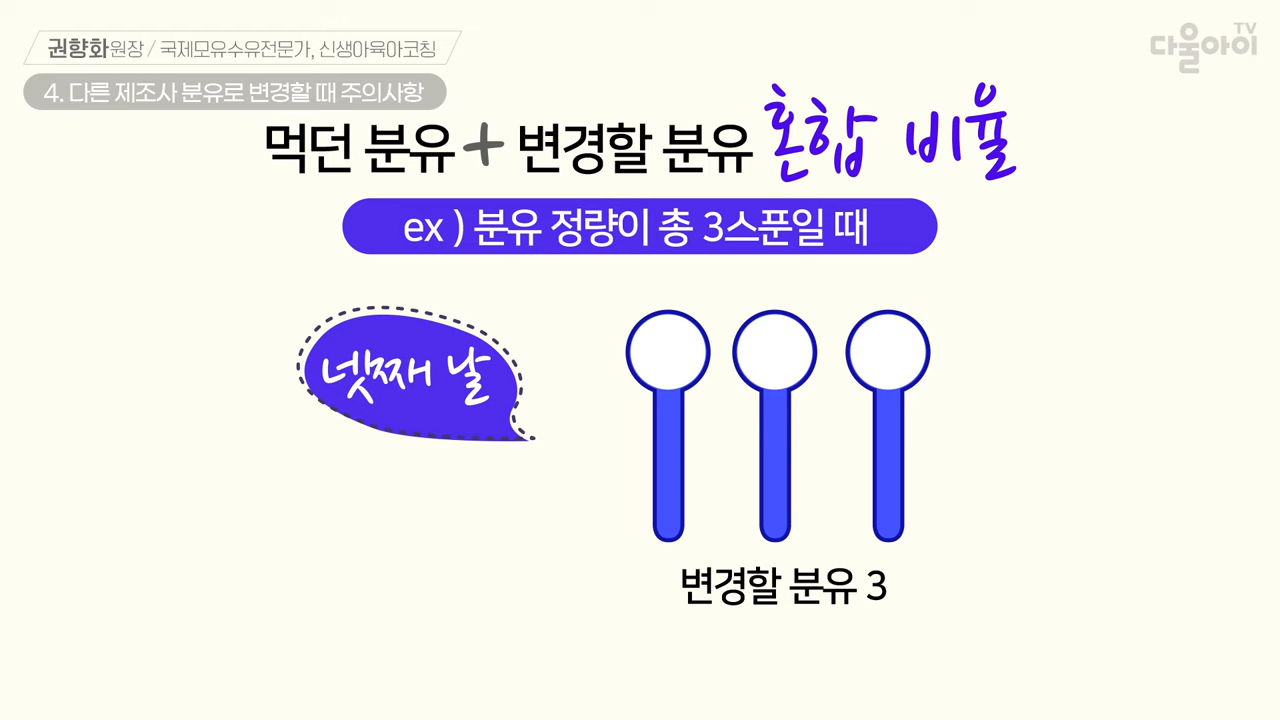 권향화원장 / 국제모유수유전문가, 신생아육아코칭
TV
다울아이
4. 다른 제조사 분유로 변경할 때 주의사항
먹던 분유 + 변경할 분유 혼합 비율
ex ) 분유 정량이 총 3스푼일 때
넷째 날
변경할 분유 3